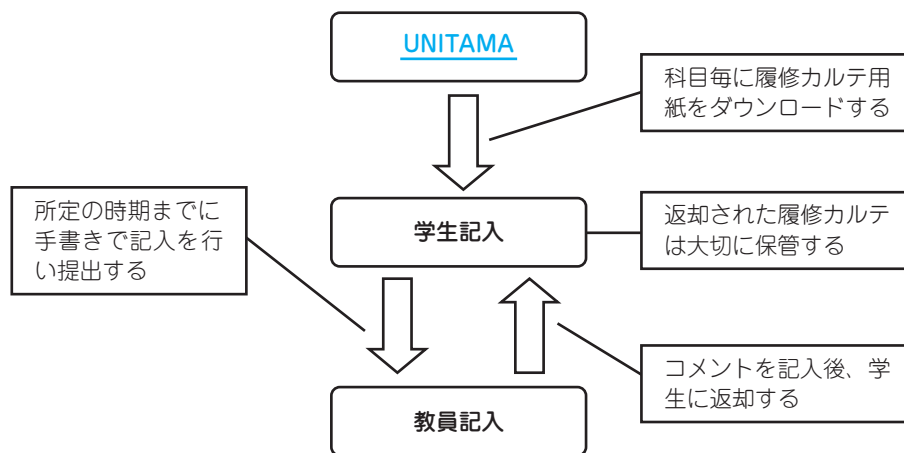 UNITAMA
科目毎に履修カルテ用
紙をダウンロードする
所定の時期までに
手書きで記入を行
い提出する
学生記入
返却された履修カルテ
は大切に保管する
コメントを記入後、学
生に返却する
教員記入